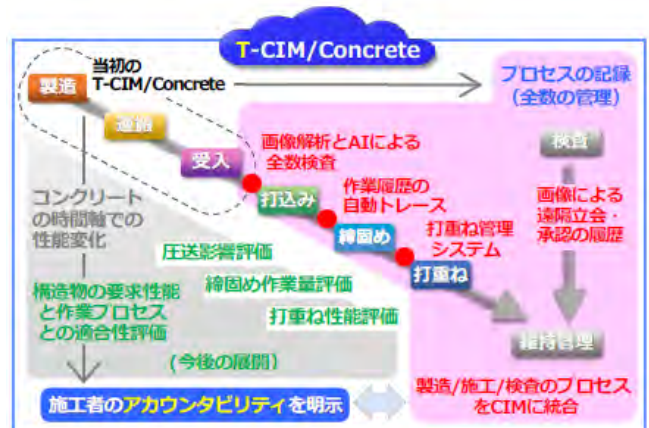 T-CIM/Concrete
製造
当初の
T-CIM/Concrete
運搬
受入
画像解析とAIによる
全数検査
打込み
作業履歴の
自動トレース
締固め
打重ね管理
システム
打重ね
プロセスの記録
(全数の管理)
検査
画像による
遠隔立会・
承認の履歴
維持管理
製造/施工/検査のプロセス
をCIMに統合
コンクリート
の時間軸での
性能変化
圧送影響評価
締固め作業量評価
打重ね性能評価
構造物の要求性能
と作業プロセス
との適合性評価
(今後の展開)
施工者のアカウンタビリティを明示